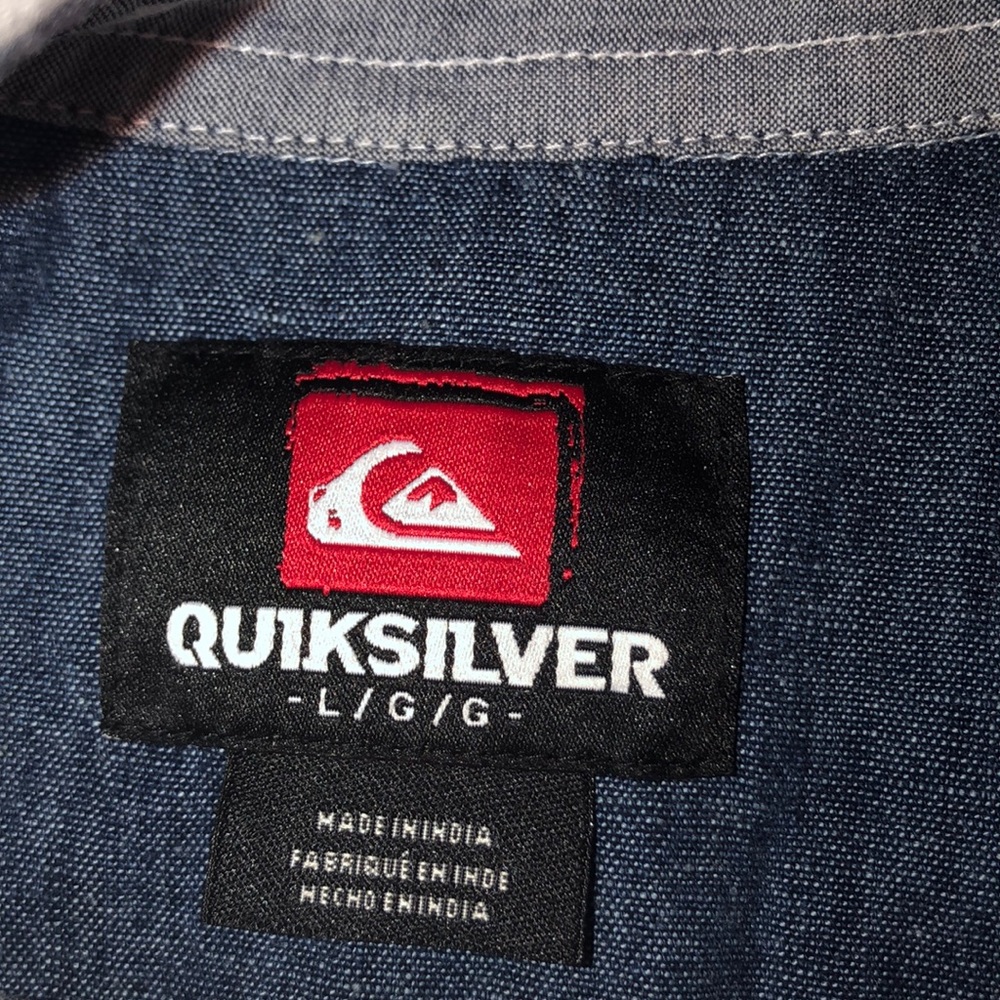 QUIKSILVER
- L / G / G -
MADE IN INDIA
FABRIQUÉ EN INDE
HECHO EN INDIA